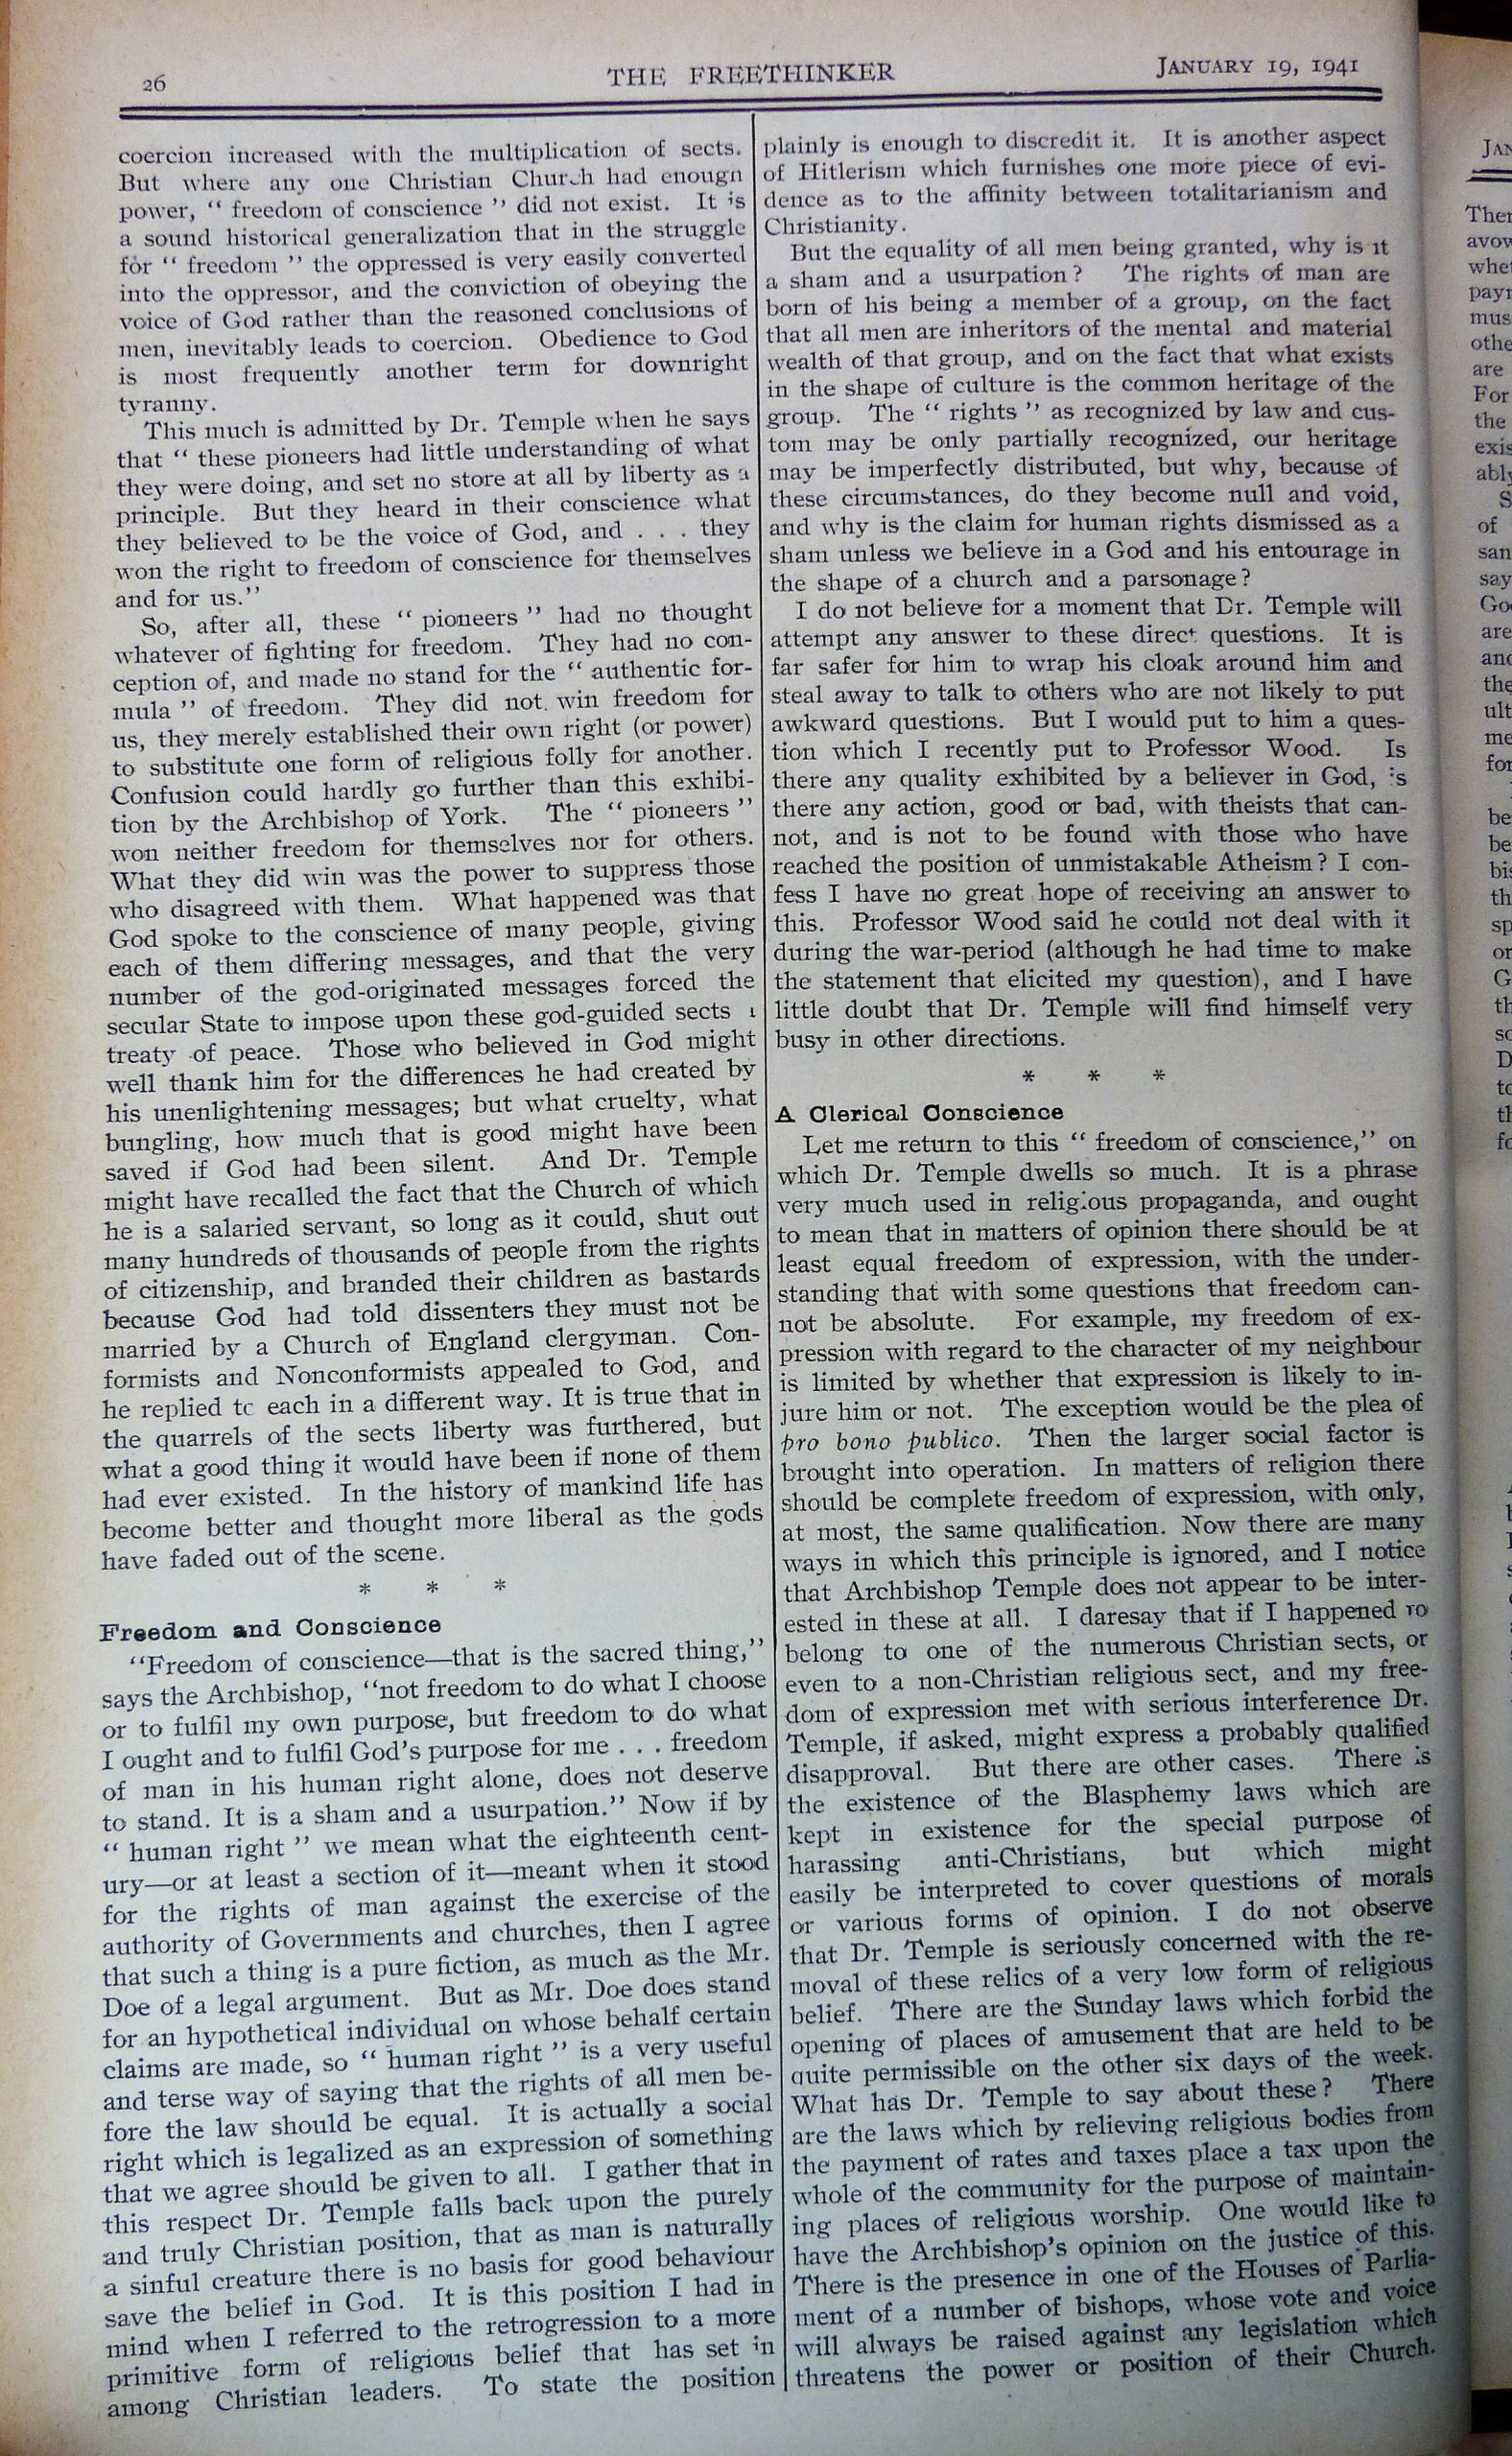 26
THE FREETHINKER
JANUARY 19, 1941
coercion increased with the multiplication of sects.
But where any one Christian Church had enough
power, “ freedom of conscience ” did not exist. It is
a sound historical generalization that in the struggle
for “ freedom ” the oppressed is very easily converted
into the oppressor, and the conviction of obeying the
voice of God rather than the reasoned conclusions of
men, inevitably leads to coercion. Obedience to God
is most frequently another term for downright
tyranny.
This much is admitted by Dr. Temple when he says
that “ these pioneers had little understanding of what
they were doing, and set no store at all by liberty as a
principle. But they heard in their conscience what
they believed to be the voice of God, and . . . they
won the right to freedom of conscience for themselves
and for us.”
So, after all, these “ pioneers ” had no thought
whatever of fighting for freedom. They had no con-
ception of, and made no stand for the “ authentic for-
mula ” of freedom. They did not win freedom for
us, they merely established their own right (or power)
to substitute one form of religious folly for another.
Confusion could hardly go further than this exhibi-
tion by the Archbishop of York. The “ pioneers ”
won neither freedom for themselves nor for others.
What they did win was the power to suppress those
who disagreed with them. What happened was that
God spoke to the conscience of many people, giving
each of them differing messages, and that the very
number of the god-originated messages forced the
secular State to impose upon these god-guided sects
treaty of peace. Those who believed in God might
well thank him for the differences he had created by
his unenlightening messages; but what cruelty, what
bungling, how much that is good might have been
saved if God had been silent. And Dr. Temple
might have recalled the fact that the Church of which
he is a salaried servant, so long as it could, shut out
many hundreds of thousands of people from the rights
of citizenship, and branded their children as bastards
because God had told dissenters they must not be
married by a Church of England clergyman. Con-
formists and Nonconformists appealed to God, and
he replied to each in a different way. It is true that in
the quarrels of the sects liberty was furthered, but
what a good thing it would have been if none of them
had ever existed. In the history of mankind life has
become better and thought more liberal as the gods
have faded out of the scene.
* * *
Freedom and Conscience
“Freedom of conscience—that is the sacred thing,”
says the Archbishop, “not freedom to do what I choose
or to fulfil my own purpose, but freedom to do what
I ought and to fulfil God’s purpose for me . . . freedom
of man in his human right alone, does not deserve
to stand. It is a sham and a usurpation.” Now if by
“ human right ” we mean what the eighteenth cent-
ury—or at least a section of it—meant when it stood
for the rights of man against the exercise of the
authority of Governments and churches, then I agree
that such a thing is a pure fiction, as much as the Mr.
Doe of a legal argument. But as Mr. Doe does stand
for an hypothetical individual on whose behalf certain
claims are made, so “ human right ” is a very useful
and terse way of saying that the rights of all men be-
fore the law should be equal. It is actually a social
right which is legalized as an expression of something
that we agree should be given to all. I gather that in
this respect Dr. Temple falls back upon the purely
and truly Christian position, that as man is naturally
a sinful creature there is no basis for good behaviour
save the belief in God. It is this position I had in
mind when I referred to the retrogression to a more
primitive form of religious belief that has set in
among Christian leaders. To state the position
plainly is enough to discredit it. It is another aspect
of Hitlerism which furnishes one more piece of evi-
dence as to the affinity between totalitarianism and
Christianity.
But the equality of all men being granted, why is it
a sham and a usurpation? The rights of man are
born of his being a member of a group, on the fact
that all men are inheritors of the mental and material
wealth of that group, and on the fact that what exists
in the shape of culture is the common heritage of the
group. The “ rights ” as recognized by law and cus-
tom may be only partially recognized, our heritage
may be imperfectly distributed, but why, because of
these circumstances, do they become null and void,
and why is the claim for human rights dismissed as a
sham unless we believe in a God and his entourage in
the shape of a church and a parsonage?
I do not believe for a moment that Dr. Temple will
attempt any answer to these direct questions. It is
far safer for him to wrap his cloak around him and
steal away to talk to others who are not likely to put
awkward questions. But I would put to him a ques-
tion which I recently put to Professor Wood. Is
there any quality exhibited by a believer in God, is
there any action, good or bad, with theists that can-
not, and is not to be found with those who have
reached the position of unmistakable Atheism? I con-
fess I have no great hope of receiving an answer to
this. Professor Wood said he could not deal with it
during the war-period (although he had time to make
the statement that elicited my question), and I have
little doubt that Dr. Temple will find himself very
busy in other directions.
* * *
A Clerical Conscience
Let me return to this “ freedom of conscience,” on
which Dr. Temple dwells so much. It is a phrase
very much used in religious propaganda, and ought
to mean that in matters of opinion there should be at
least equal freedom of expression, with the under-
standing that with some questions that freedom can-
not be absolute. For example, my freedom of ex-
pression with regard to the character of my neighbour
is limited by whether that expression is likely to in-
jure him or not. The exception would be the plea of
pro bono publico. Then the larger social factor is
brought into operation. In matters of religion there
should be complete freedom of expression, with only,
at most, the same qualification. Now there are many
ways in which this principle is ignored, and I notice
that Archbishop Temple does not appear to be inter-
ested in these at all. I daresay that if I happened to
belong to one of the numerous Christian sects, or
even to a non-Christian religious sect, and my free-
dom of expression met with serious interference Dr.
Temple, if asked, might express a probably qualified
disapproval. But there are other cases. There is
the existence of the Blasphemy laws which are
kept in existence for the special purpose of
harassing anti-Christians, but which might
easily be interpreted to cover questions of morals
or various forms of opinion. I do not observe
that Dr. Temple is seriously concerned with the re-
moval of these relics of a very low form of religious
belief. There are the Sunday laws which forbid the
opening of places of amusement that are held to be
quite permissible on the other six days of the week.
What has Dr. Temple to say about these? There
are the laws which by relieving religious bodies from
the payment of rates and taxes place a tax upon the
whole of the community for the purpose of maintain-
ing places of religious worship. One would like to
have the Archbishop’s opinion on the justice of this.
There is the presence in one of the Houses of Parlia-
ment of a number of bishops, whose vote and voice
will always be raised against any legislation which
threatens the power or position of their Church.